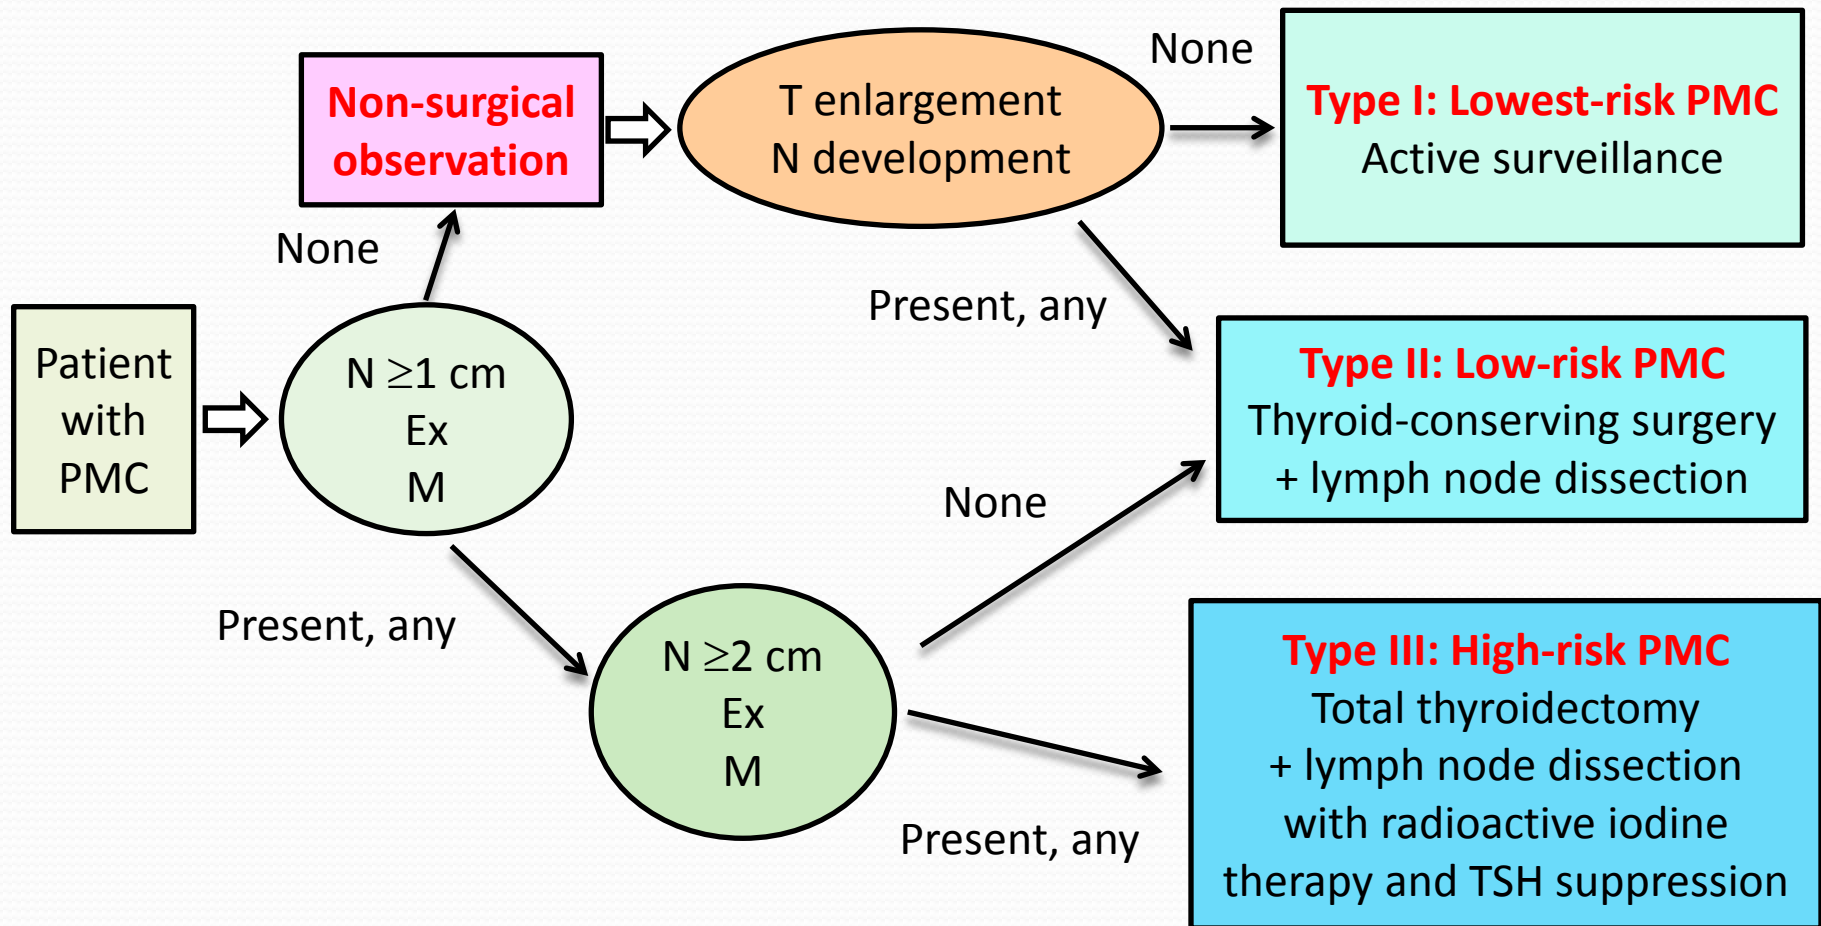 Patient
with
PMC
N ≥1 cm
Ex
M
None
Non-surgical
observation
T enlargement
N development
None
Type I: Lowest-risk PMC
Active surveillance
Present, any
Type II: Low-risk PMC
Thyroid-conserving surgery
+ lymph node dissection
Present, any
N ≥2 cm
Ex
M
None
Present, any
Type III: High-risk PMC
Total thyroidectomy
+ lymph node dissection
with radioactive iodine
therapy and TSH suppression